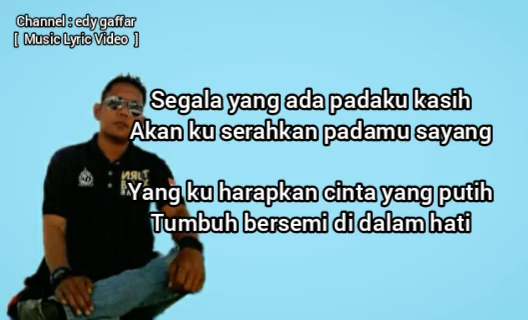 Channel : edy gaffar
[ Music Lyric Video ]
Segala yang ada padaku kasih
Akan ku serahkan padamu sayang
Yang ku harapkan cinta yang putih
Tumbuh bersemi di dalam hati